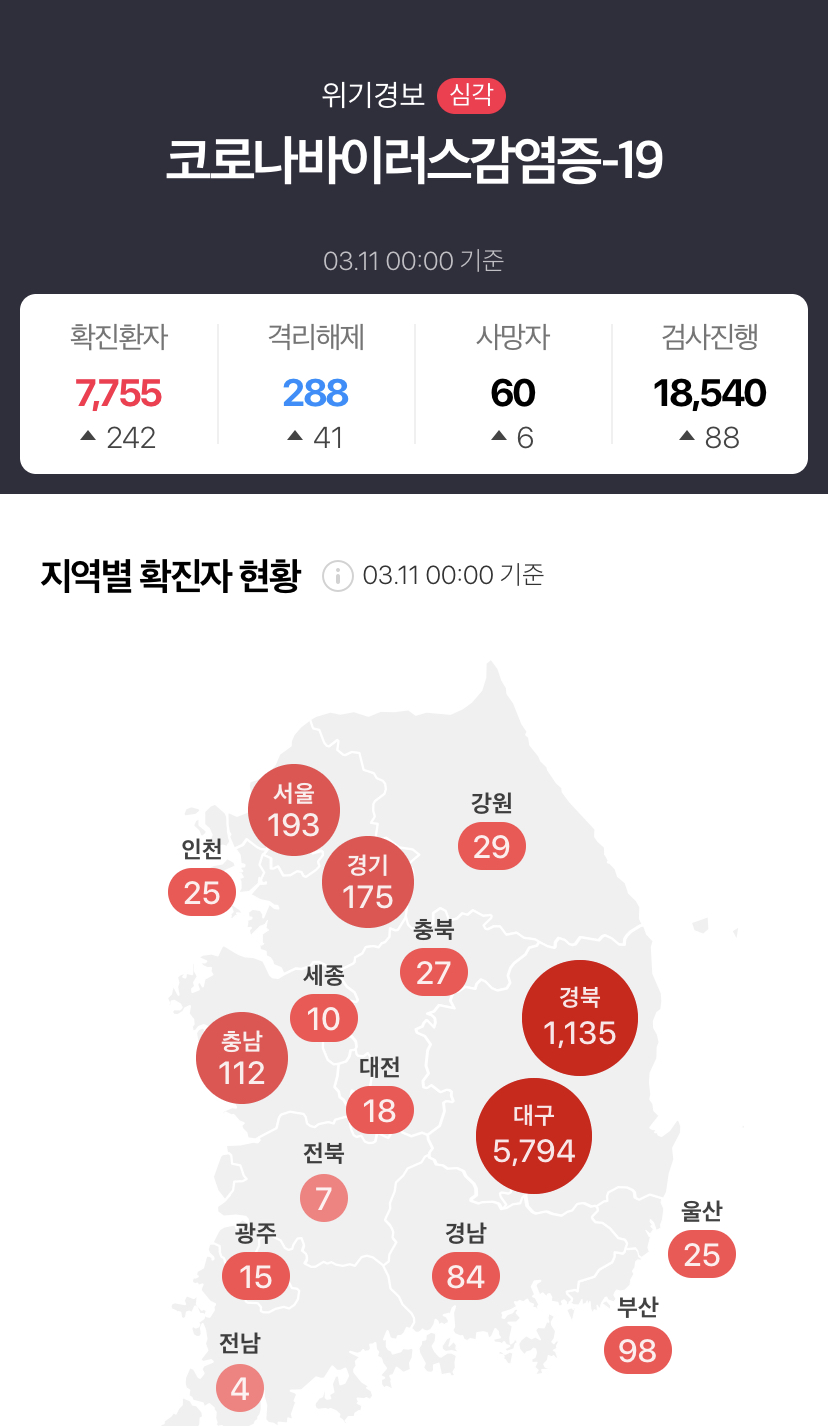 위기경보 심각
코로나바이러스감염증-19
03.11 00:00 기준
확진환자 격리해제 사망자 검사진행
7,755 288 60 18,540
▲ 242 ▲ 41 ▲ 6 ▲ 88
지역별 확진자 현황 03.11 00:00 기준
서울
193
강원
29
인천
25
경기
175
충북
27
세종
10
경북
1,135
충남
112
대전
18
대구
5,794
전북
7
울산
25
광주
15
경남
84
부산
98
전남
4